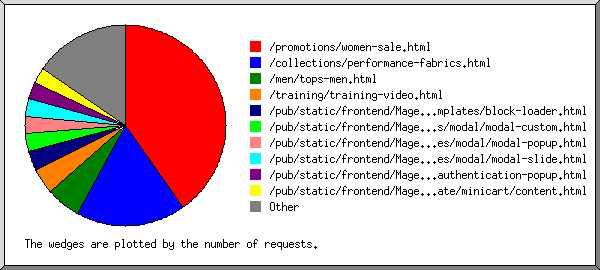 /promotions/women-sale.html
/collections/performance-fabrics.html
/men/tops-men.html
/training/training-video.html
/pub/static/frontend/Mage...mplates/block-loader.html
/pub/static/frontend/Mage...s/modal/modal-custom.html
/pub/static/frontend/Mage...es/modal/modal-popup.html
/pub/static/frontend/Mage...es/modal/modal-slide.html
/pub/static/frontend/Mage...authentication-popup.html
/pub/static/frontend/Mage...ate/minicart/content.html
Other
The wedges are plotted by the number of requests.